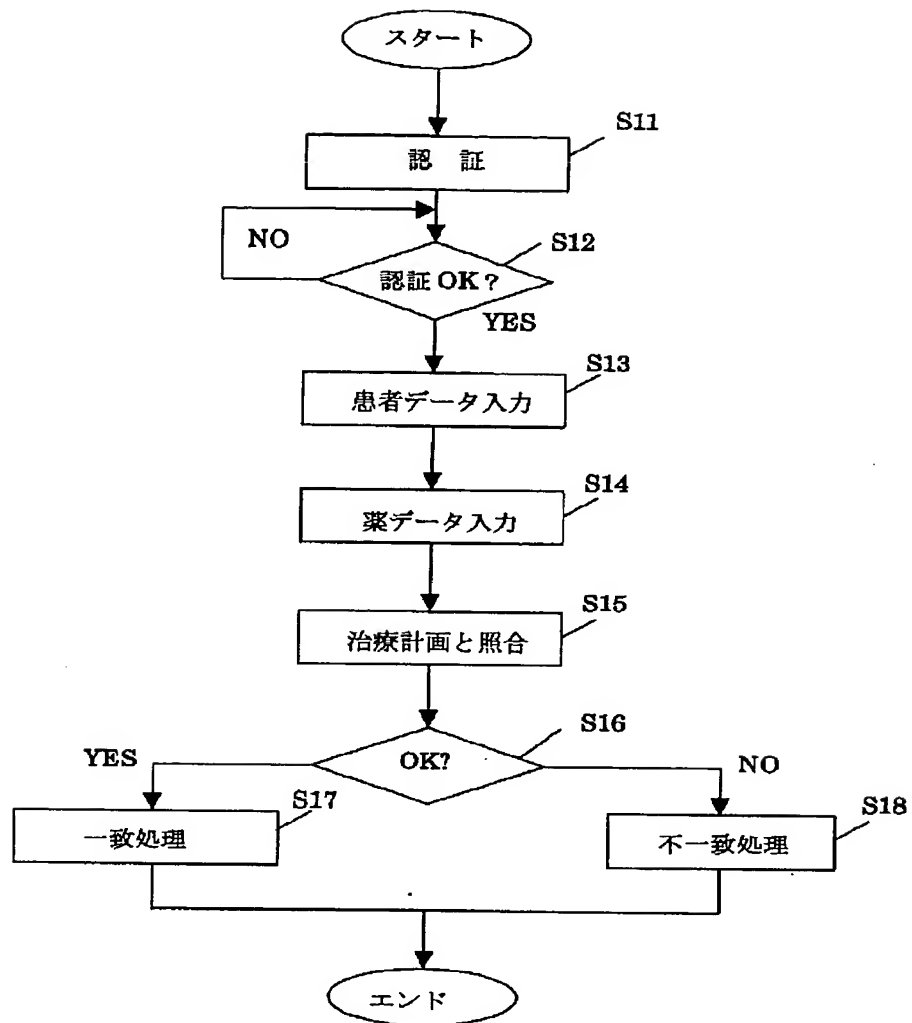 スタート
S11
認 証
NO
S12
認証 OK ?
YES
S13
患者データ入力
S14
薬データ入力
S15
治療計画と照合
S16
YES
OK?
NO
S17
一致処理
S18
不一致処理
エンド